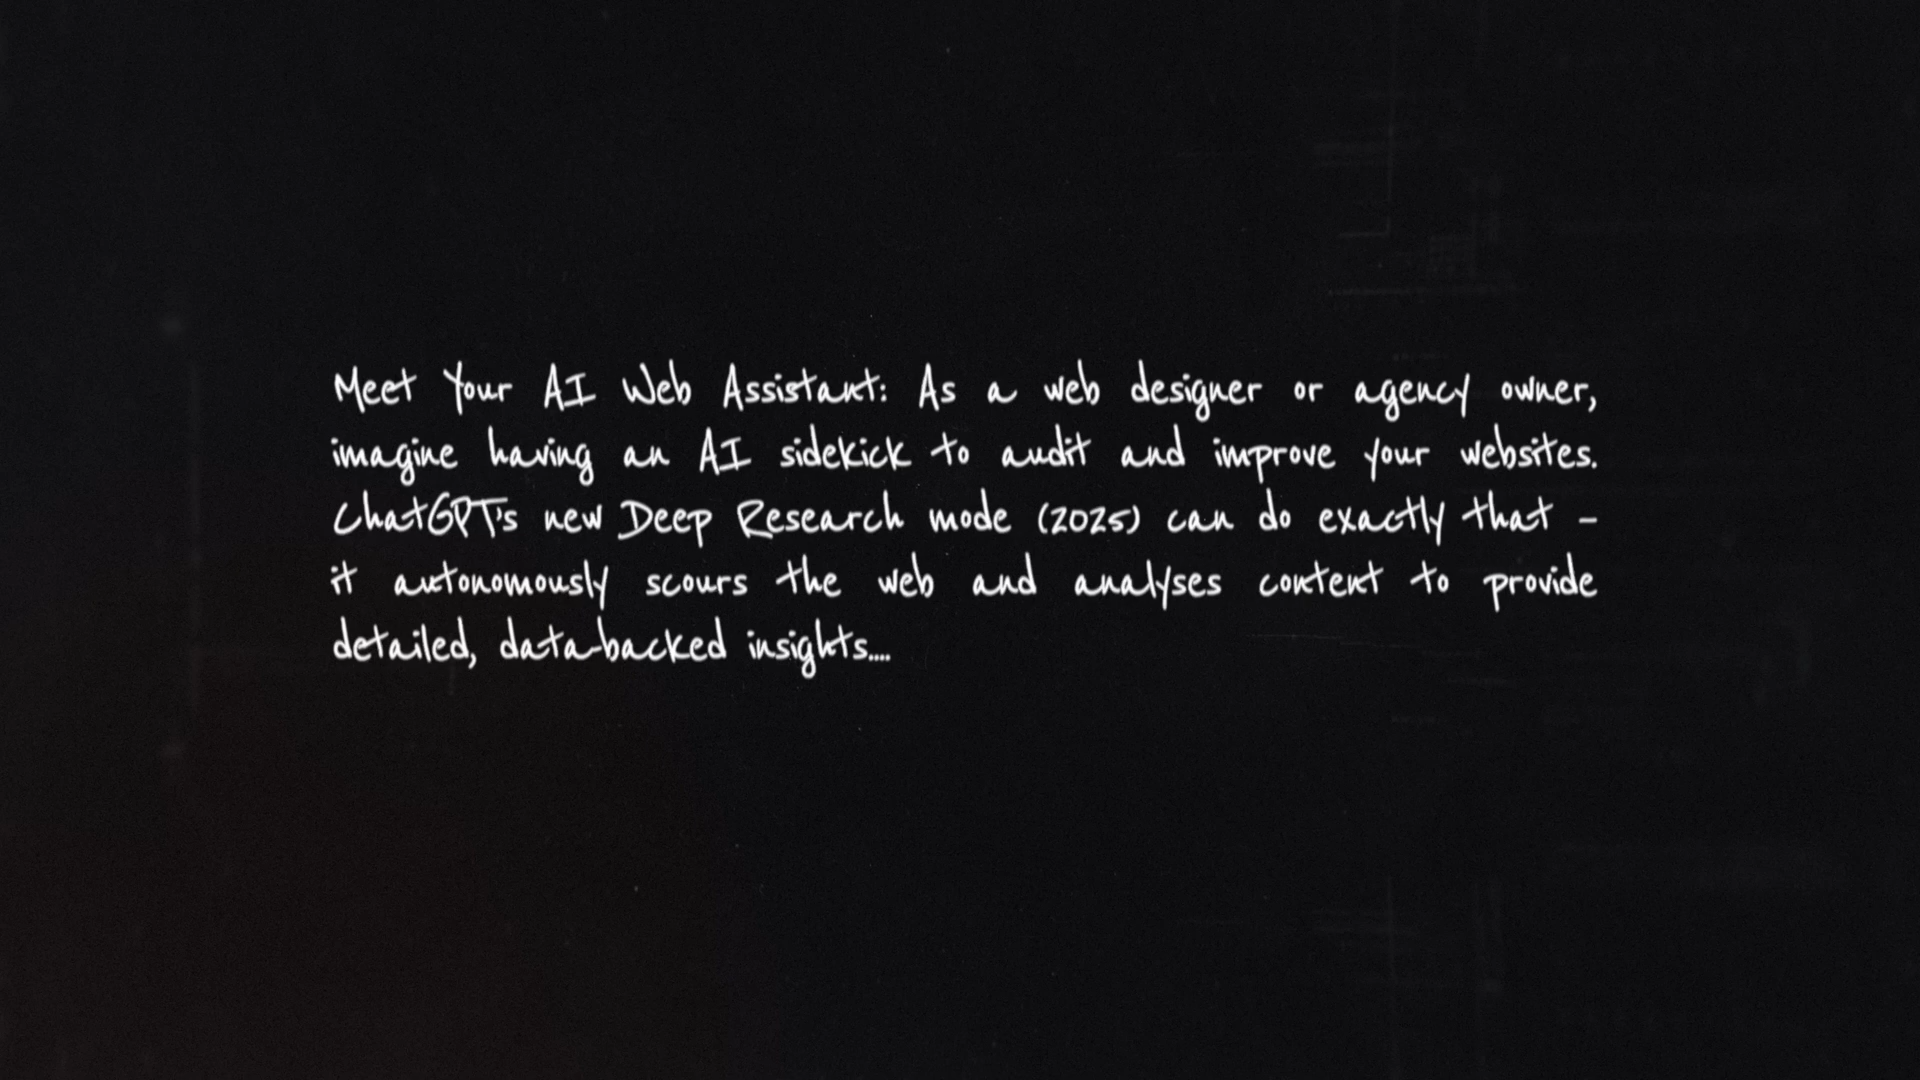 Meet Your AI Web Assistant: As a web designer or agency owner,
imagine having an AI sidekick to audit and improve your websites.
ChatGPT's new Deep Research mode (2025) can do exactly that -
it autonomously scours the web and analyses content to provide
detailed, data-backed insights....